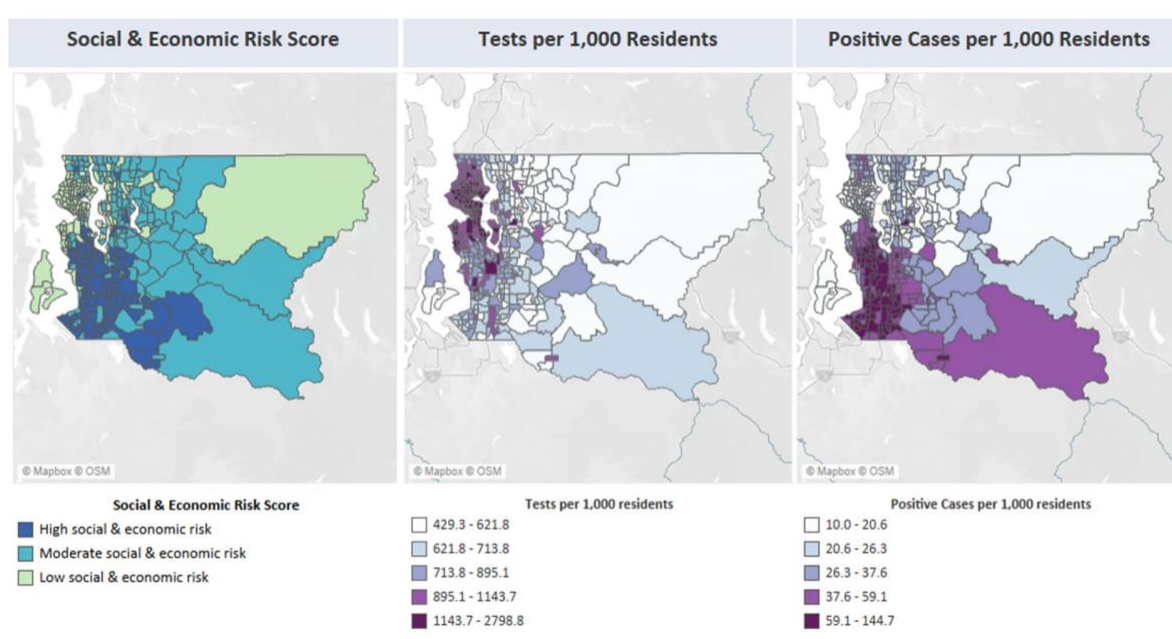 Social & Economic Risk Score
Tests per 1,000 Residents
Positive Cases per 1,000 Residents
© Mapbox © OSM
© Mapbox © OSM
© Mapbox © OSM
Social & Economic Risk Score
High social & economic risk
Moderate social & economic risk
Low social & economic risk
Tests per 1,000 residents
429.3 - 621.8
621.8 - 713.8
713.8 - 895.1
895.1 - 1143.7
1143.7 - 2798.8
Positive Cases per 1,000 residents
10.0 - 20.6
20.6 - 26.3
26.3 - 37.6
37.6 - 59.1
59.1 - 144.7